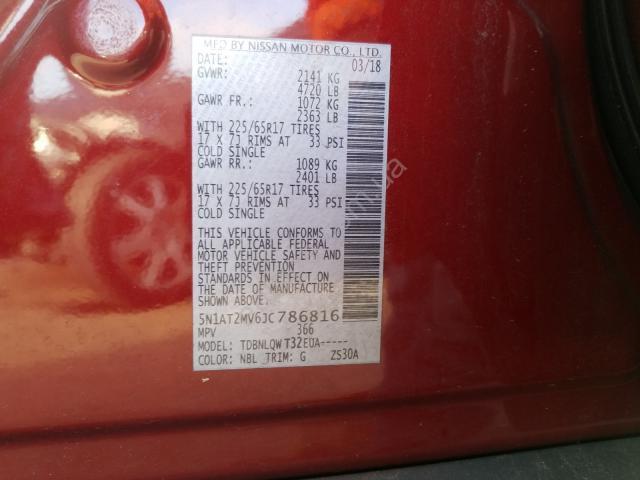 MFD BY NISSAN MOTOR CO., LTD.
DATE: 03/18
GVWR: 2141 KG
4720 LB
GAWR FR.: 1072 KG
2363 LB
WITH 225/65R17 TIRES
17 X 7J RIMS AT 33 PSI
COLD SINGLE
GAWR RR.: 1089 KG
2401 LB
WITH 225/65R17 TIRES
17 X 7J RIMS AT 33 PSI
COLD SINGLE
THIS VEHICLE CONFORMS TO
ALL APPLICABLE FEDERAL
MOTOR VEHICLE SAFETY AND
THEFT PREVENTION
STANDARDS IN EFFECT ON
THE DATE OF MANUFACTURE
SHOWN ABOVE.
5N1AT2MV6JC786816
MPV 366
MODEL: TDBNLQWT32EUA-----
COLOR: NBL TRIM: G ZS30A